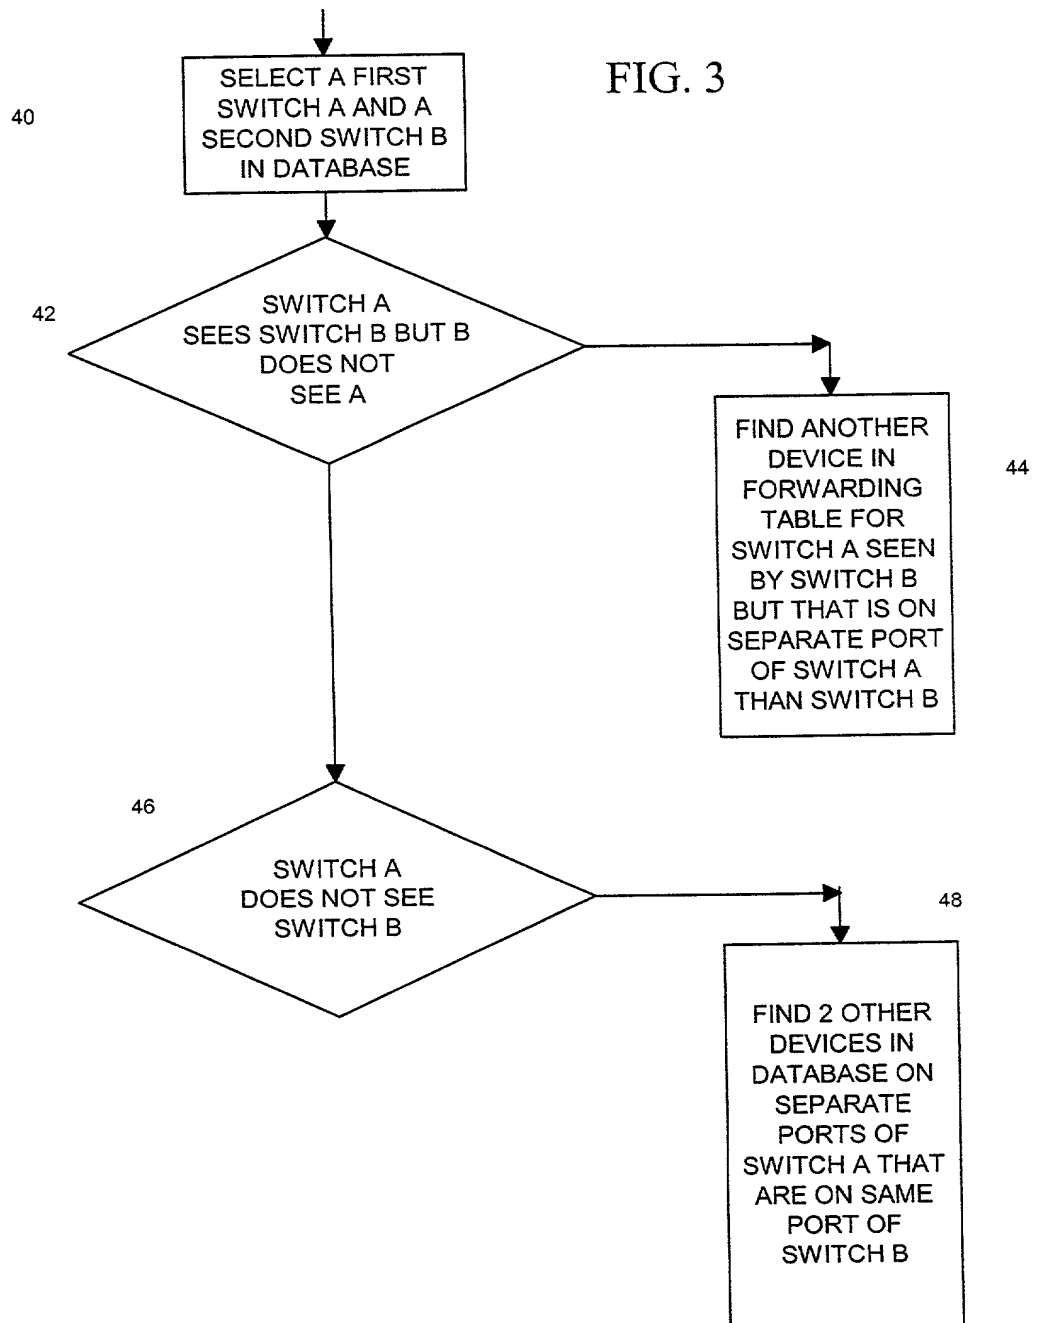 FIG. 3
40
SELECT A FIRST
SWITCH A AND A
SECOND SWITCH B
IN DATABASE
42
SWITCH A
SEES SWITCH B BUT B
DOES NOT
SEE A
44
FIND ANOTHER
DEVICE IN
FORWARDING
TABLE FOR
SWITCH A SEEN
BY SWITCH B
BUT THAT IS ON
SEPARATE PORT
OF SWITCH A
THAN SWITCH B
46
SWITCH A
DOES NOT SEE
SWITCH B
48
FIND 2 OTHER
DEVICES IN
DATABASE ON
SEPARATE
PORTS OF
SWITCH A THAT
ARE ON SAME
PORT OF
SWITCH B